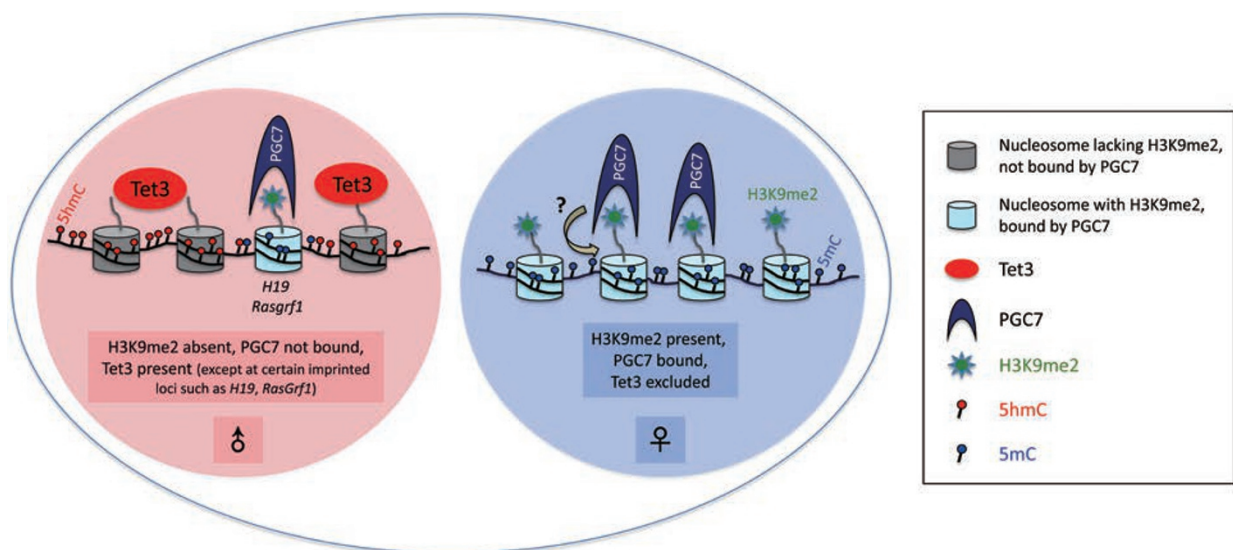 5hmC
Tet3
PGC7
Tet3
H19
Rasgrf1
H3K9me2 absent, PGC7 not bound,
Tet3 present (except at certain imprinted
loci such as H19, RasGrf1)
♂
?
PGC7
PGC7
H3K9me2
5mC
H3K9me2 present,
PGC7 bound,
Tet3 excluded
♀
Nucleosome lacking H3K9me2,
not bound by PGC7
Nucleosome with H3K9me2,
bound by PGC7
Tet3
PGC7
H3K9me2
5hmC
5mC